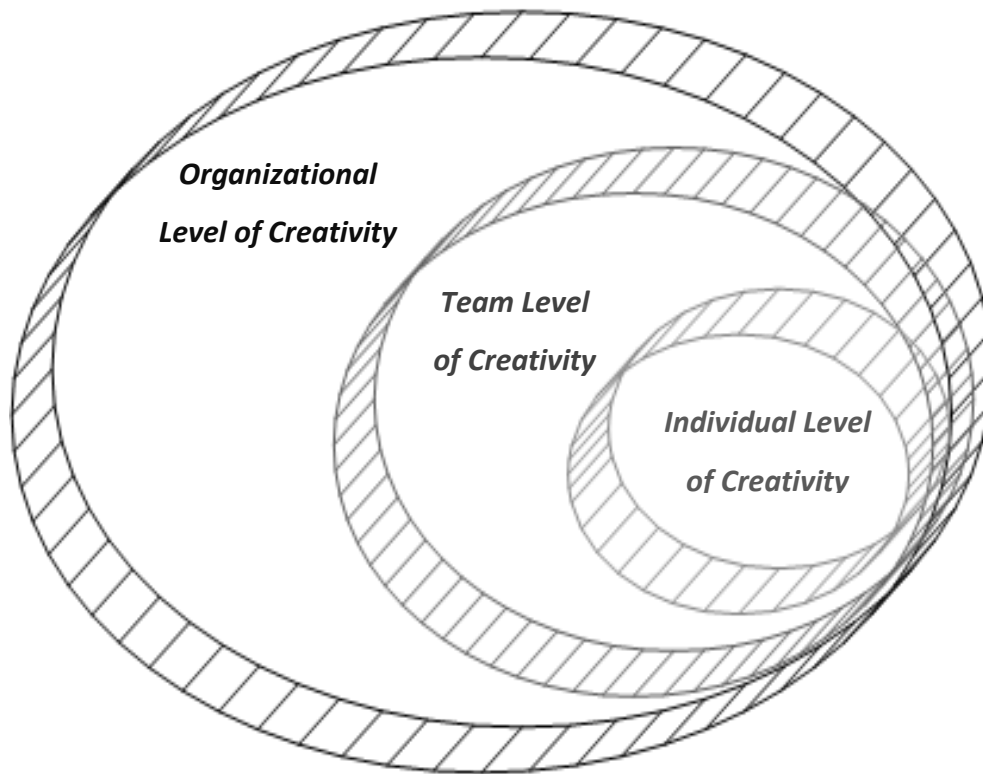 Organizational
Level of Creativity
Team Level
of Creativity
Individual Level
of Creativity